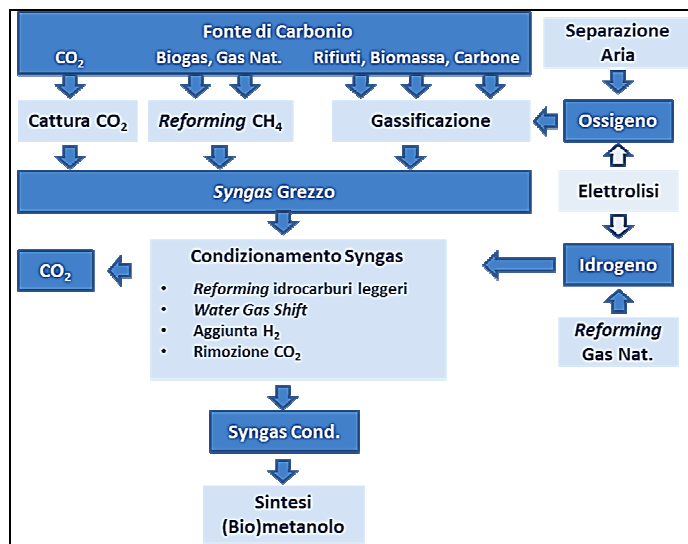 Fonte di Carbonio
CO₂ Biogas, Gas Nat. Rifiuti, Biomassa, Carbone
Separazione
Aria
Cattura CO₂
Reforming CH₄
Gassificazione
Ossigeno
Syngas Grezzo
Elettrolisi
CO₂
Condizionamento Syngas
• Reforming idrocarburi leggeri
• Water Gas Shift
• Aggiunta H₂
• Rimozione CO₂
Idrogeno
Reforming
Gas Nat.
Syngas Cond.
Sintesi
(Bio)metanolo